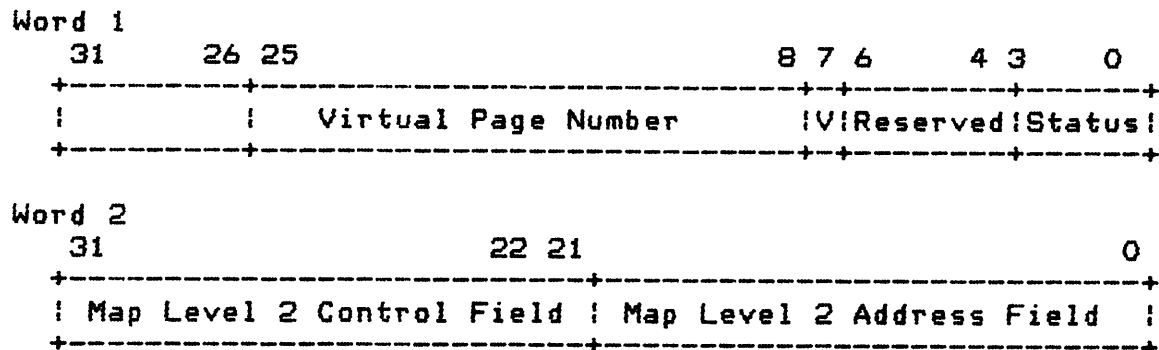 Word 1
31 26 25 8 7 6 4 3 0
+----------+-----------------------------+-+--------+-------+
| | Virtual Page Number |V|Reserved|Status|
+----------+-----------------------------+-+--------+-------+
Word 2
31 22 21 0
+----------------------------+-----------------------------+
| Map Level 2 Control Field | Map Level 2 Address Field |
+----------------------------+-----------------------------+